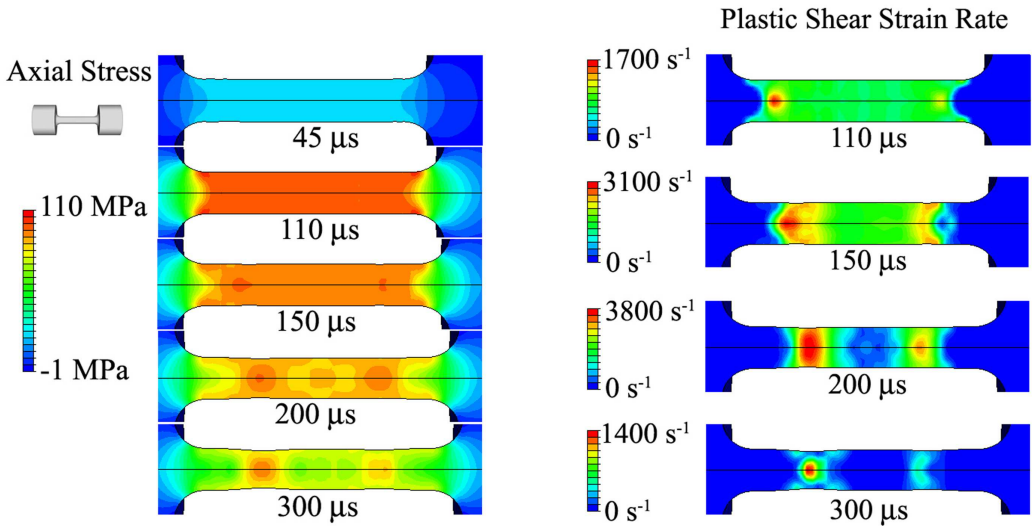 Axial Stress
110 MPa
-1 MPa
45 μs
110 μs
150 μs
200 μs
300 μs
Plastic Shear Strain Rate
1700 s⁻¹
0 s⁻¹
110 μs
3100 s⁻¹
0 s⁻¹
150 μs
3800 s⁻¹
0 s⁻¹
200 μs
1400 s⁻¹
0 s⁻¹
300 μs